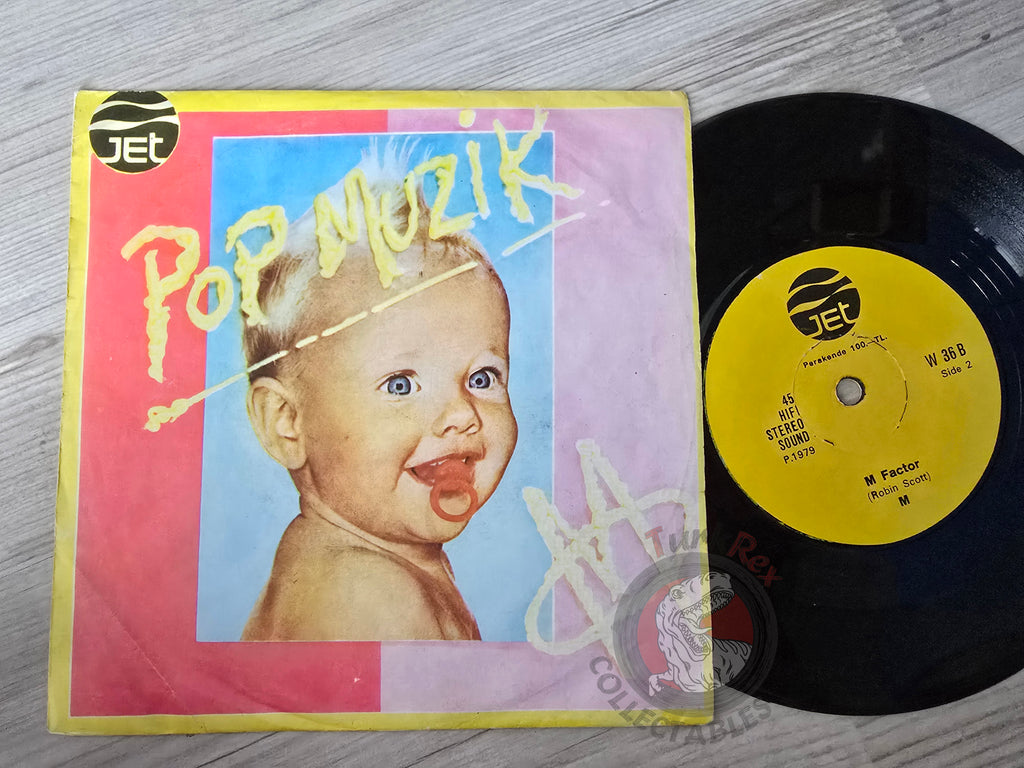 JEt
POP MUZIK
M
JEt
Perakende 100.-TL.
W 36 B
Side 2
45
HIFI
STEREO
SOUND
P.1979
M Factor
(Robin Scott)
M
Turk Rex
COLLECTABLES